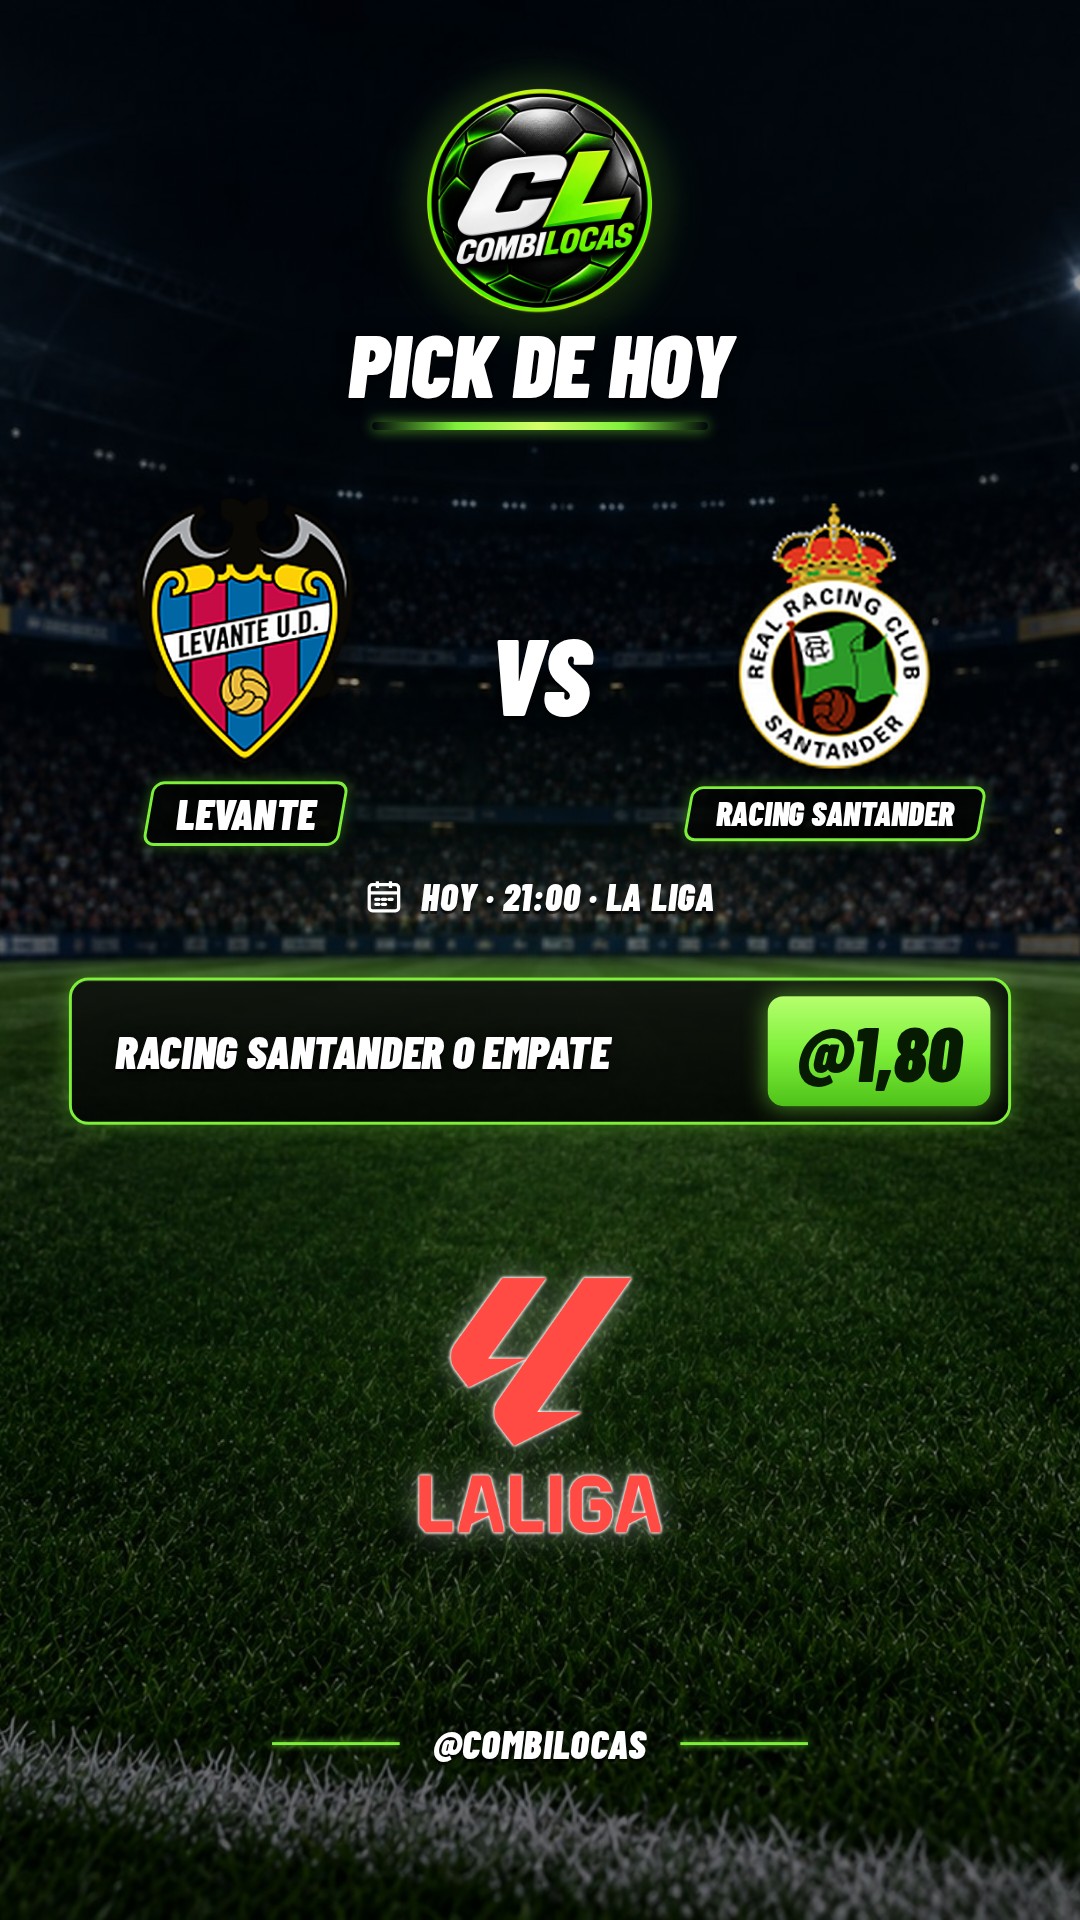 CL
COMBILOCAS
PICK DE HOY
LEVANTE U.D.
VS
REAL RACING CLUB
SANTANDER
LEVANTE
RACING SANTANDER
HOY · 21:00 · LA LIGA
RACING SANTANDER O EMPATE
@1,80
LALIGA
@COMBILOCAS